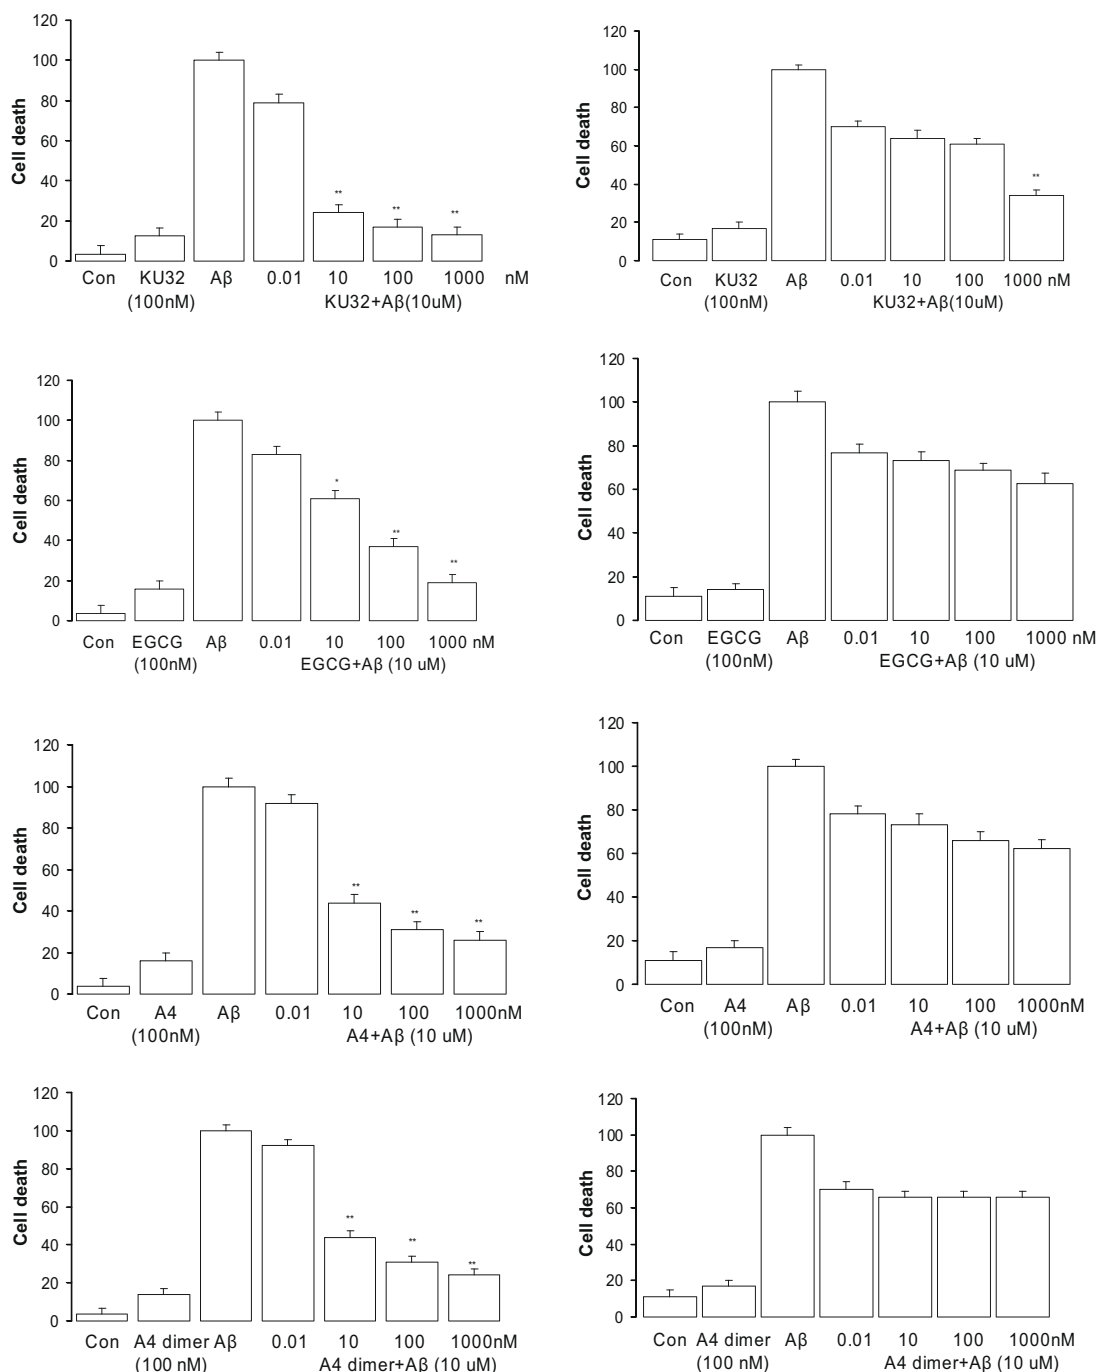 120
100
80
60
40
20
0
Cell death
**
**
**
Con KU32 Aβ 0.01 10 100 1000 nM
(100nM) KU32+Aβ(10uM)
120
100
80
60
40
20
0
Cell death
**
Con KU32 Aβ 0.01 10 100 1000 nM
(100nM) KU32+Aβ(10uM)
120
100
80
60
40
20
0
Cell death
*
**
**
Con EGCG Aβ 0.01 10 100 1000 nM
(100nM) EGCG+Aβ (10 uM)
120
100
80
60
40
20
0
Cell death
Con EGCG Aβ 0.01 10 100 1000 nM
(100nM) EGCG+Aβ (10 uM)
120
100
80
60
40
20
0
Cell death
**
**
**
Con A4 Aβ 0.01 10 100 1000nM
(100nM) A4+Aβ (10 uM)
120
100
80
60
40
20
0
Cell death
Con A4 Aβ 0.01 10 100 1000nM
(100nM) A4+Aβ (10 uM)
120
100
80
60
40
20
0
Cell death
**
**
**
Con A4 dimer Aβ 0.01 10 100 1000nM
(100 nM) A4 dimer+Aβ (10 uM)
120
100
80
60
40
20
0
Cell death
Con A4 dimer Aβ 0.01 10 100 1000nM
(100 nM) A4 dimer+Aβ (10 uM)